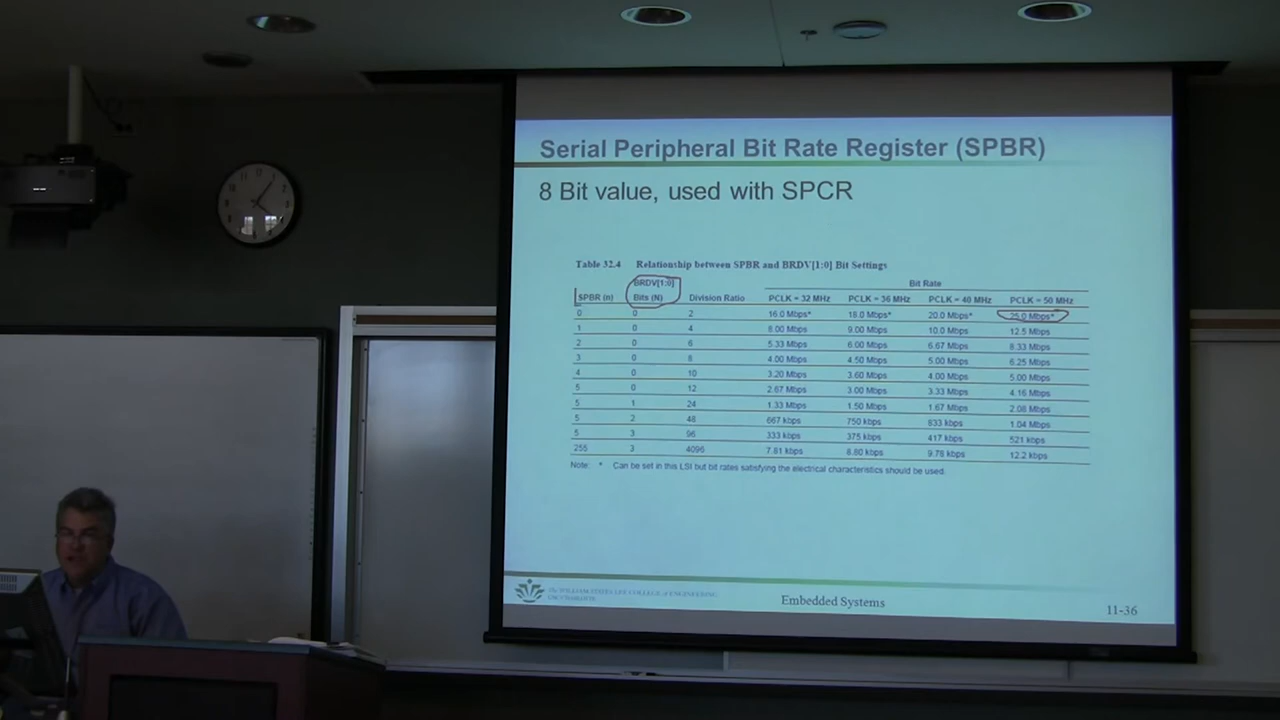 Serial Peripheral Bit Rate Register (SPBR)
8 Bit value, used with SPCR
Table 32.4 Relationship between SPBR and BRDV[1:0] Bit Settings
BRDV[1:0] Bit Rate
SPBR (n) Bits (N) Division Ratio PCLK = 32 MHz PCLK = 36 MHz PCLK = 40 MHz PCLK = 50 MHz
0 0 2 16.0 Mbps* 18.0 Mbps* 20.0 Mbps* 25.0 Mbps*
1 0 4 8.00 Mbps 9.00 Mbps 10.0 Mbps 12.5 Mbps
2 0 6 5.33 Mbps 6.00 Mbps 6.67 Mbps 8.33 Mbps
3 0 8 4.00 Mbps 4.50 Mbps 5.00 Mbps 6.25 Mbps
4 0 10 3.20 Mbps 3.60 Mbps 4.00 Mbps 5.00 Mbps
5 0 12 2.67 Mbps 3.00 Mbps 3.33 Mbps 4.16 Mbps
5 1 24 1.33 Mbps 1.50 Mbps 1.67 Mbps 2.08 Mbps
5 2 48 667 kbps 750 kbps 833 kbps 1.04 Mbps
5 3 96 333 kbps 375 kbps 417 kbps 521 kbps
255 3 4096 7.81 kbps 8.80 kbps 9.78 kbps 12.2 kbps
Note: * Can be set in this LSI but bit rates satisfying the electrical characteristics should be used.
The WILLIAM STATES LEE COLLEGE of ENGINEERING
UNC CHARLOTTE
Embedded Systems
11-36